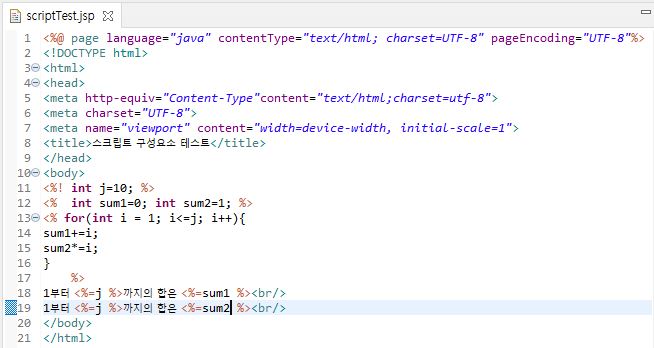 scriptTest.jsp
1 <%@ page language="java" contentType="text/html; charset=UTF-8" pageEncoding="UTF-8"%>
2 <!DOCTYPE html>
3 <html>
4 <head>
5 <meta http-equiv="Content-Type"content="text/html;charset=utf-8">
6 <meta charset="UTF-8">
7 <meta name="viewport" content="width=device-width, initial-scale=1">
8 <title>스크립트 구성요소 테스트</title>
9 </head>
10 <body>
11 <%! int j=10; %>
12 <%  int sum1=0; int sum2=1; %>
13 <% for(int i = 1; i<=j; i++){
14 sum1+=i;
15 sum2*=i;
16 }
17     %>
18 1부터 <%=j %>까지의 합은 <%=sum1 %><br/>
19 1부터 <%=j %>까지의 합은 <%=sum2 %><br/>
20 </body>
21 </html>